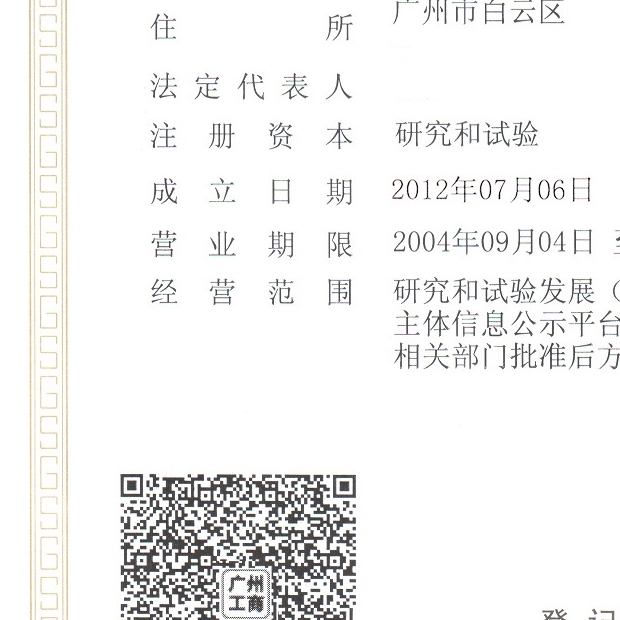 住所 广州市白云区
法定代表人
注册资本 研究和试验
成立日期 2012年07月06日
营业期限 2004年09月04日
经营范围 研究和试验发展（
主体信息公示平台
相关部门批准后方
广州
工商
登记